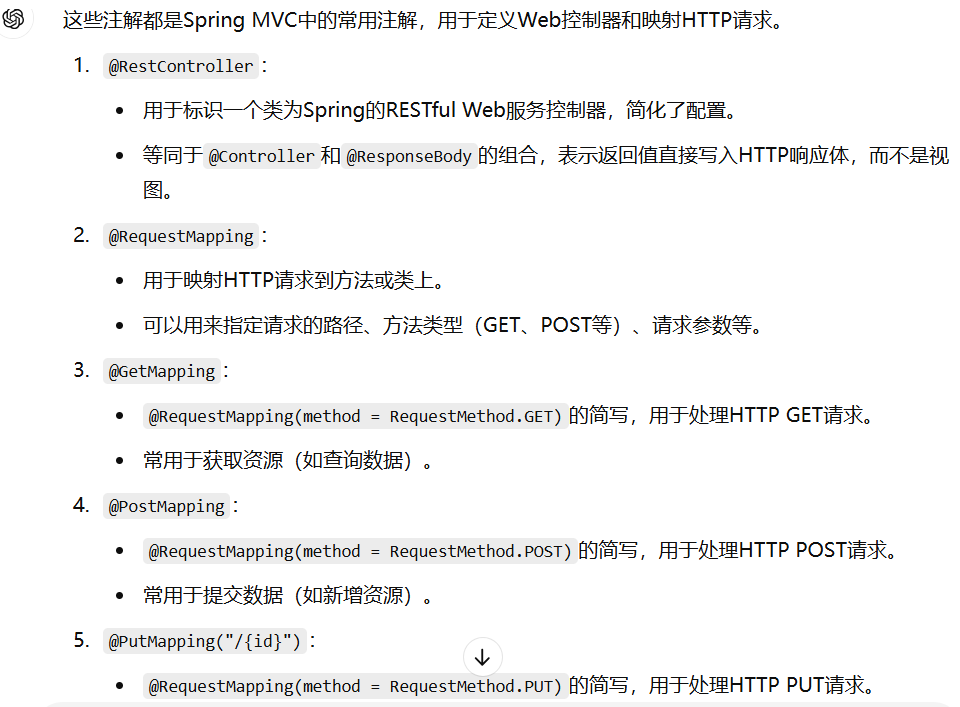 这些注解都是Spring MVC中的常用注解，用于定义Web控制器和映射HTTP请求。
1. @RestController：
• 用于标识一个类为Spring的RESTful Web服务控制器，简化了配置。
• 等同于 @Controller 和 @ResponseBody 的组合，表示返回值直接写入HTTP响应体，而不是视
图。
2. @RequestMapping：
• 用于映射HTTP请求到方法或类上。
• 可以用来指定请求的路径、方法类型（GET、POST等）、请求参数等。
3. @GetMapping：
• @RequestMapping(method = RequestMethod.GET) 的简写，用于处理HTTP GET请求。
• 常用于获取资源（如查询数据）。
4. @PostMapping：
• @RequestMapping(method = RequestMethod.POST) 的简写，用于处理HTTP POST请求。
• 常用于提交数据（如新增资源）。
5. @PutMapping("/{id}")：
• @RequestMapping(method = RequestMethod.PUT) 的简写，用于处理HTTP PUT请求。